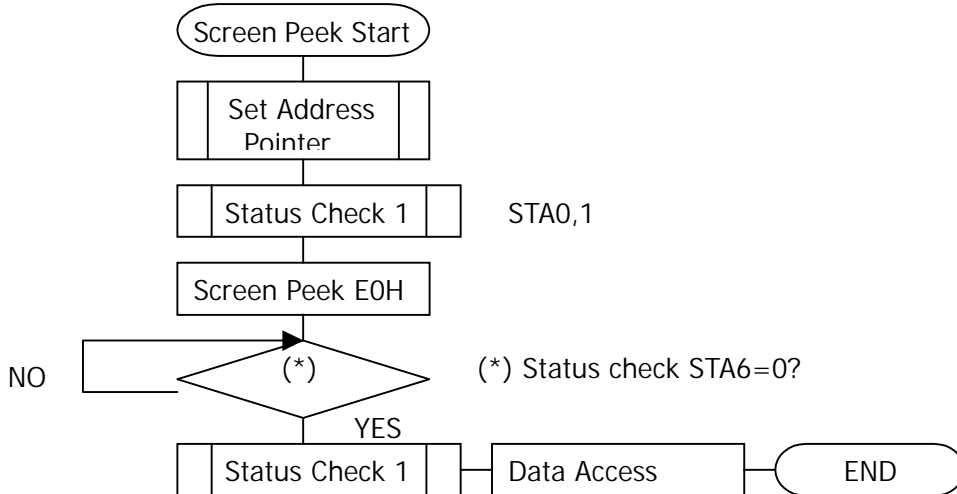 Screen Peek Start
Set Address
Pointer
Status Check 1
STA0,1
Screen Peek E0H
(*)
(*) Status check STA6=0?
NO
YES
Status Check 1
Data Access
END